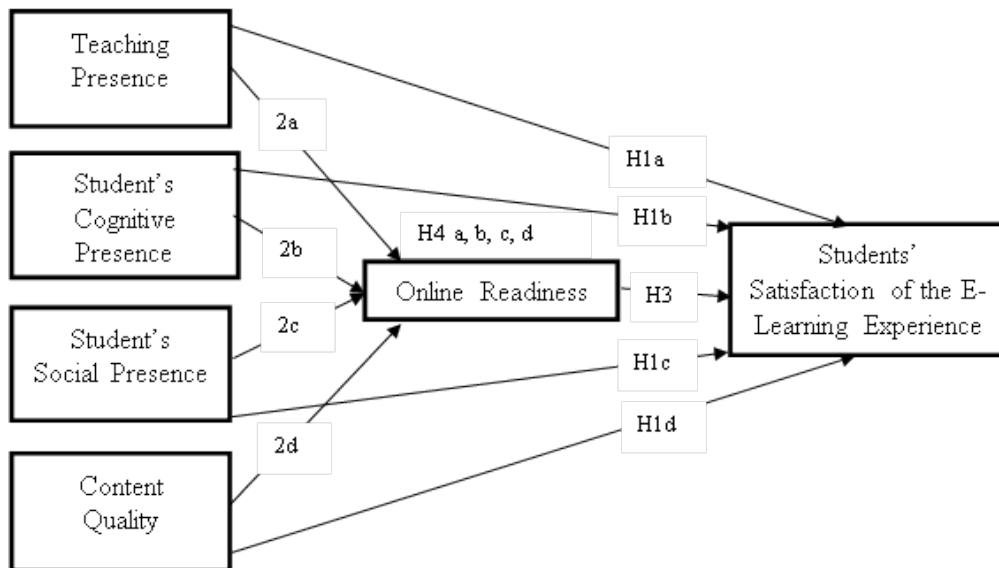 Teaching
Presence
2a
H1a
Student's
Cognitive
Presence
H1b
2b
H4 a, b, c, d
Online Readiness
H3
Students'
Satisfaction of the E-
Learning Experience
Student's
Social Presence
2c
H1c
H1d
2d
Content
Quality